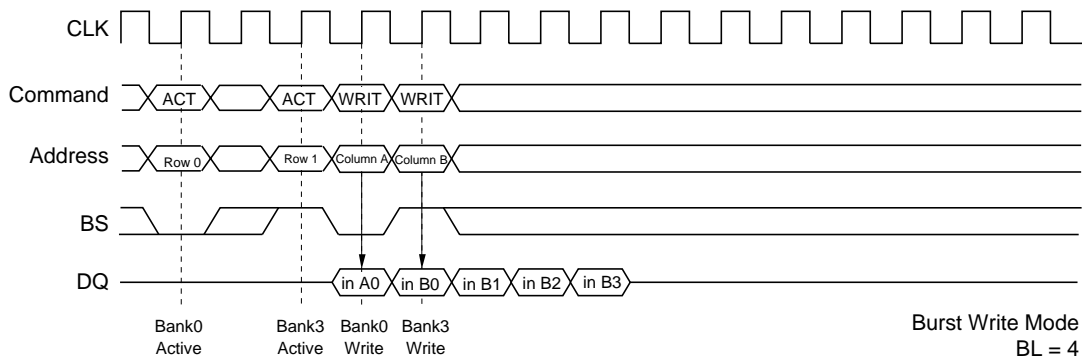 CLK
Command ACT ACT WRIT WRIT
Address Row 0 Row 1 Column A Column B
BS
DQ in A0 in B0 in B1 in B2 in B3
Bank0 Bank3 Bank0 Bank3
Active Active Write Write
Burst Write Mode
BL = 4